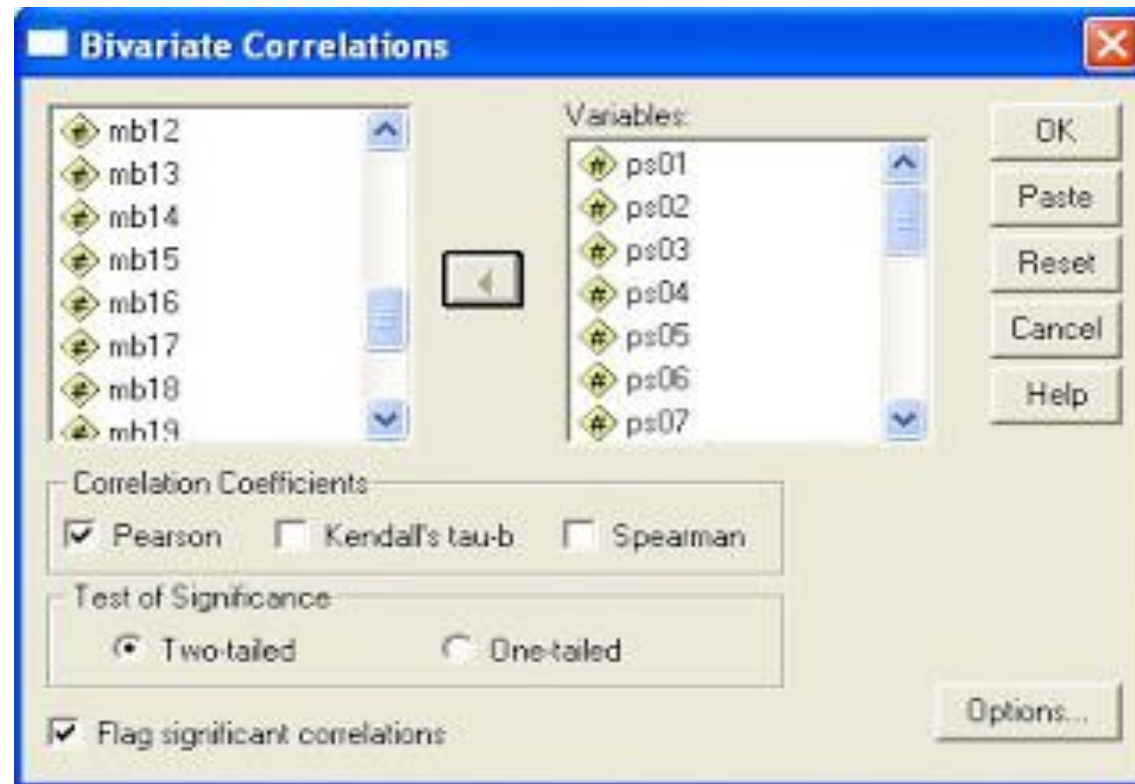 Bivariate Correlations
mb12
mb13
mb14
mb15
mb16
mb17
mb18
mb19
Variables:
ps01
ps02
ps03
ps04
ps05
ps06
ps07
OK
Paste
Reset
Cancel
Help
Correlation Coefficients
Pearson Kendall's tau-b Spearman
Test of Significance
Two-tailed One-tailed
Flag significant correlations
Options...